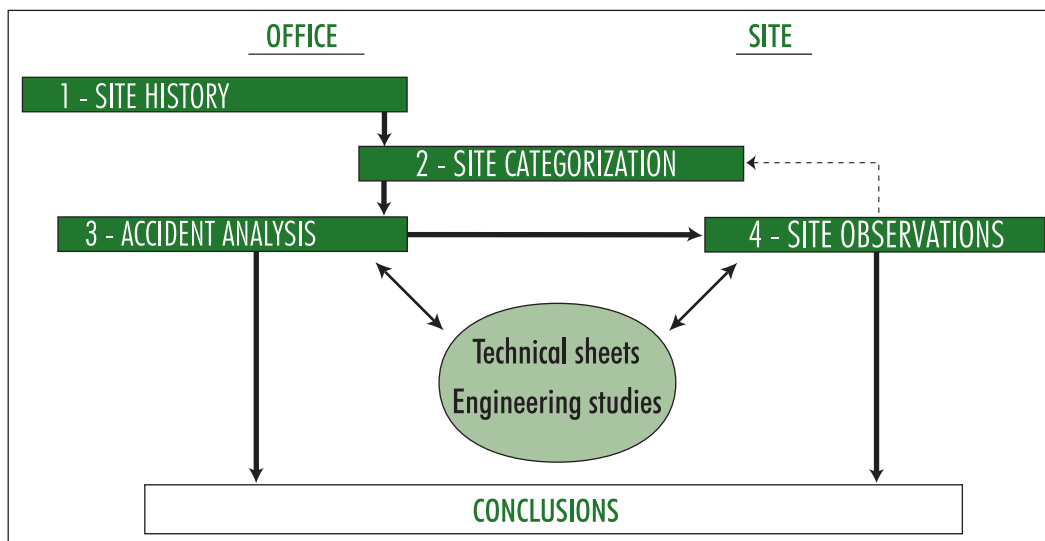 OFFICE
SITE
1 - SITE HISTORY
2 - SITE CATEGORIZATION
3 - ACCIDENT ANALYSIS
4 - SITE OBSERVATIONS
Technical sheets
Engineering studies
CONCLUSIONS